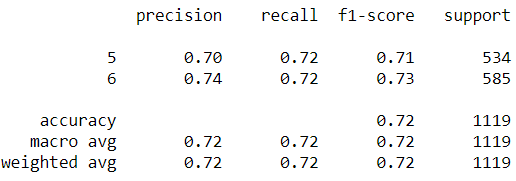 precision recall f1-score support
5 0.70 0.72 0.71 534
6 0.74 0.72 0.73 585
accuracy 0.72 1119
macro avg 0.72 0.72 0.72 1119
weighted avg 0.72 0.72 0.72 1119